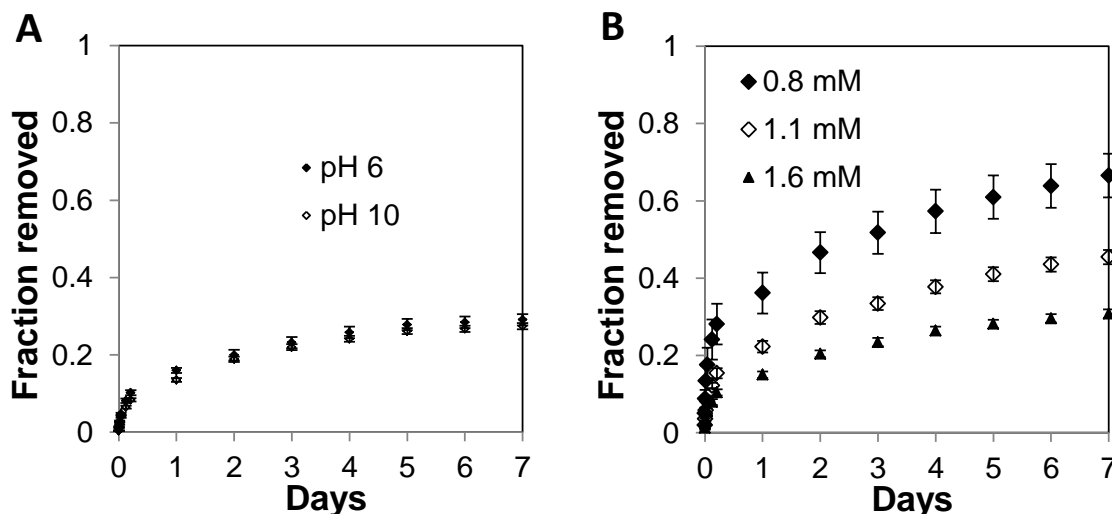 A
Fraction removed
1
0.8
0.6
0.4
0.2
0
pH 6
pH 10
0 1 2 3 4 5 6 7
Days
B
Fraction removed
1
0.8
0.6
0.4
0.2
0
0.8 mM
1.1 mM
1.6 mM
0 1 2 3 4 5 6 7
Days